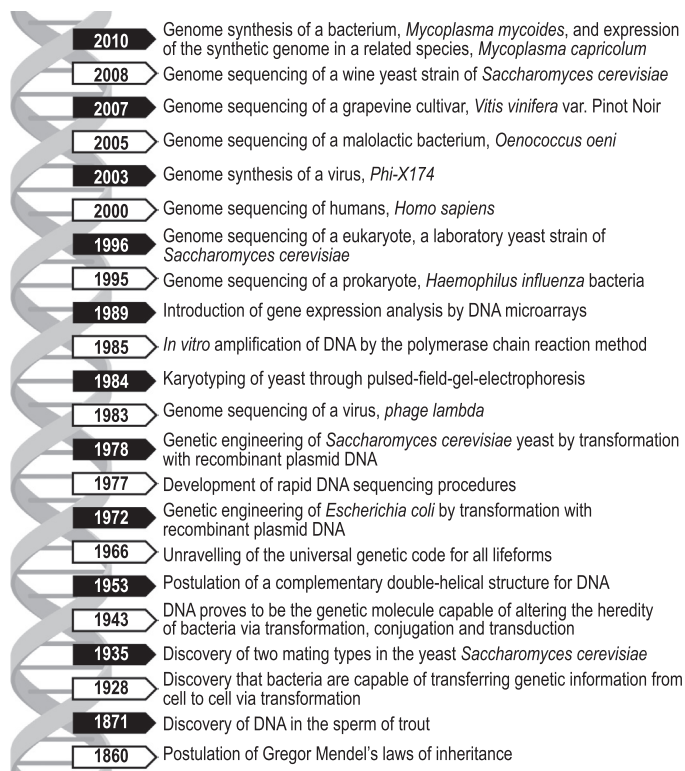 2010 Genome synthesis of a bacterium, Mycoplasma mycoides, and expression
of the synthetic genome in a related species, Mycoplasma capricolum
2008 Genome sequencing of a wine yeast strain of Saccharomyces cerevisiae
2007 Genome sequencing of a grapevine cultivar, Vitis vinifera var. Pinot Noir
2005 Genome sequencing of a malolactic bacterium, Oenococcus oeni
2003 Genome synthesis of a virus, Phi-X174
2000 Genome sequencing of humans, Homo sapiens
1996 Genome sequencing of a eukaryote, a laboratory yeast strain of
Saccharomyces cerevisiae
1995 Genome sequencing of a prokaryote, Haemophilus influenza bacteria
1989 Introduction of gene expression analysis by DNA microarrays
1985 In vitro amplification of DNA by the polymerase chain reaction method
1984 Karyotyping of yeast through pulsed-field-gel-electrophoresis
1983 Genome sequencing of a virus, phage lambda
1978 Genetic engineering of Saccharomyces cerevisiae yeast by transformation
with recombinant plasmid DNA
1977 Development of rapid DNA sequencing procedures
1972 Genetic engineering of Escherichia coli by transformation with
recombinant plasmid DNA
1966 Unravelling of the universal genetic code for all lifeforms
1953 Postulation of a complementary double-helical structure for DNA
1943 DNA proves to be the genetic molecule capable of altering the heredity
of bacteria via transformation, conjugation and transduction
1935 Discovery of two mating types in the yeast Saccharomyces cerevisiae
1928 Discovery that bacteria are capable of transferring genetic information from
cell to cell via transformation
1871 Discovery of DNA in the sperm of trout
1860 Postulation of Gregor Mendel's laws of inheritance